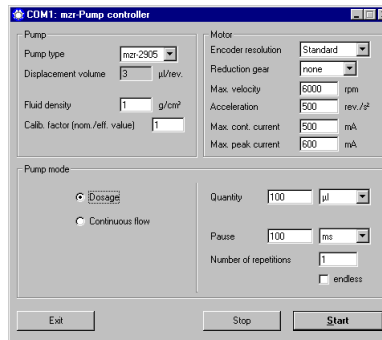 COM1: mzr-Pump controller
Pump
Pump type mzr-2905
Displacement volume 3 µl/rev.
Fluid density 1 g/cm³
Calib. factor (nom./eff. value) 1
Motor
Encoder resolution Standard
Reduction gear none
Max. velocity 6000 rpm
Acceleration 500 rev./s²
Max. cont. current 500 mA
Max. peak current 600 mA
Pump mode
Dosage
Continuous flow
Quantity 100 µl
Pause 100 ms
Number of repetitions 1
endless
Exit Stop Start